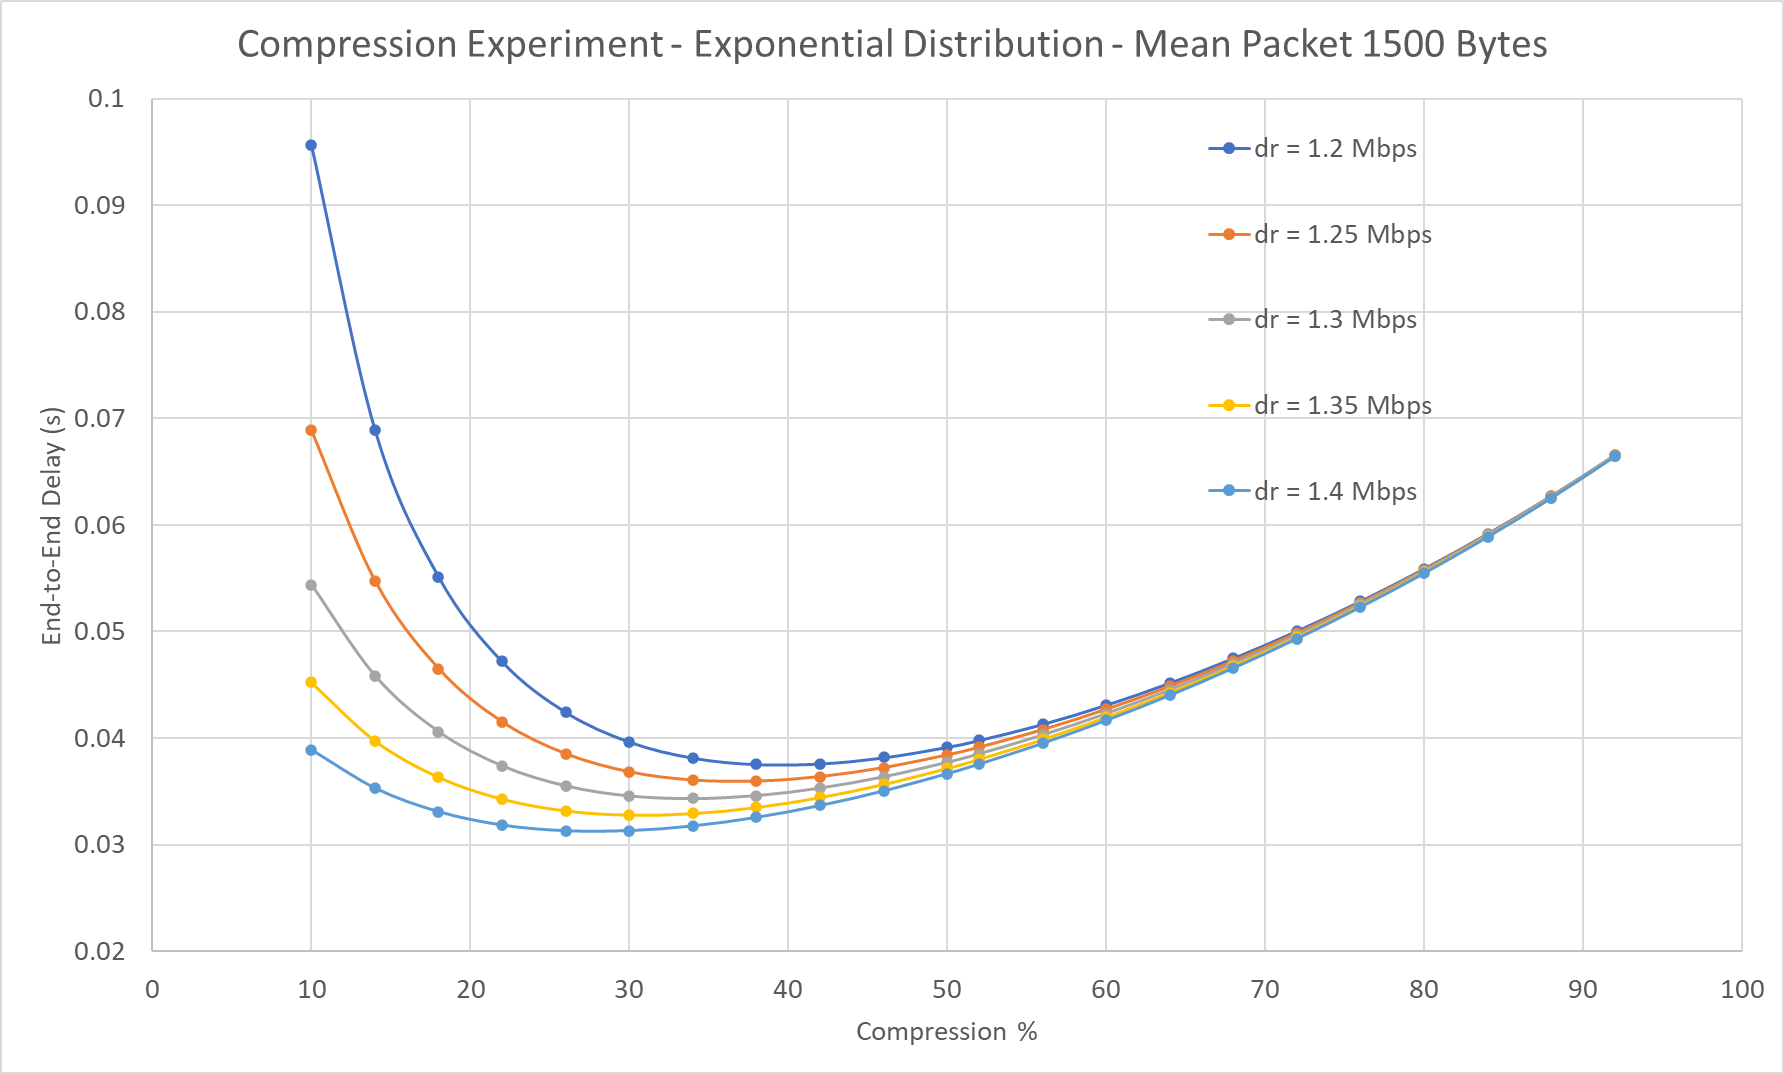 Compression Experiment - Exponential Distribution - Mean Packet 1500 Bytes
0.1
0.09
0.08
0.07
0.06
0.05
0.04
0.03
0.02
End-to-End Delay (s)
dr = 1.2 Mbps
dr = 1.25 Mbps
dr = 1.3 Mbps
dr = 1.35 Mbps
dr = 1.4 Mbps
0 10 20 30 40 50 60 70 80 90 100
Compression %